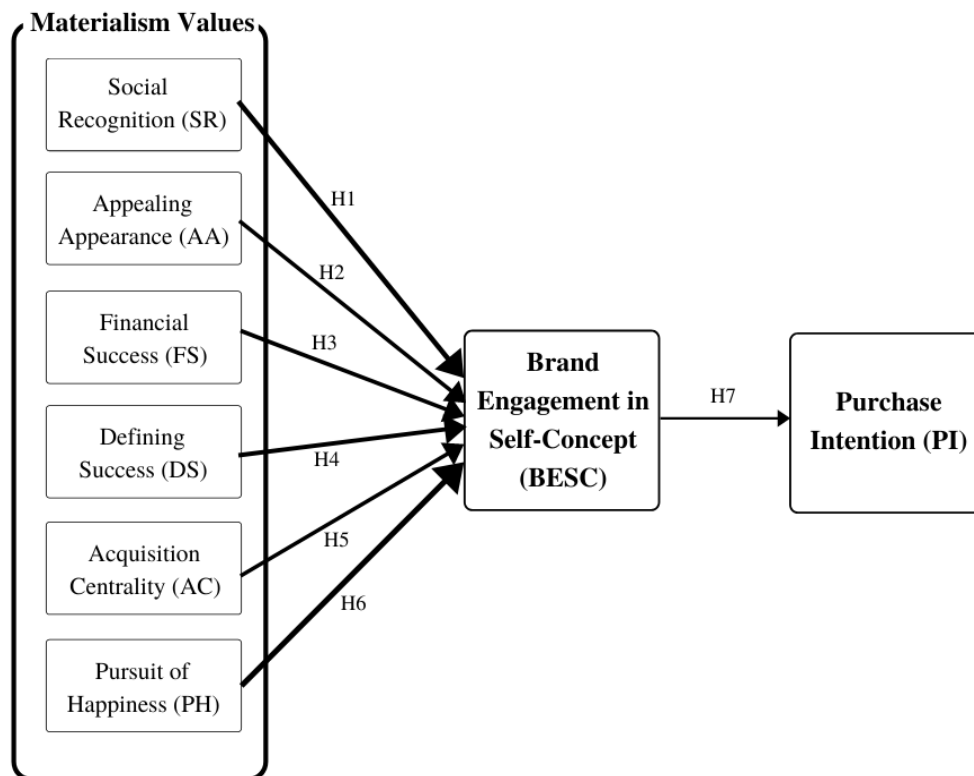 Materialism Values
Social
Recognition (SR)
Appealing
Appearance (AA)
Financial
Success (FS)
Defining
Success (DS)
Acquisition
Centrality (AC)
Pursuit of
Happiness (PH)
H1
H2
H3
H4
H5
H6
Brand
Engagement in
Self-Concept
(BESC)
H7
Purchase
Intention (PI)